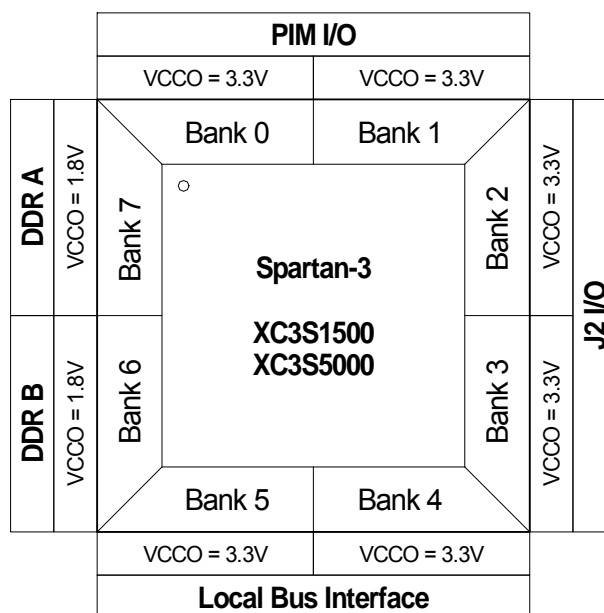 PIM I/O
VCCO = 3.3V
VCCO = 3.3V
Bank 0
Bank 1
DDR A
VCCO = 1.8V
Bank 7
Bank 2
VCCO = 3.3V
Spartan-3
XC3S1500
XC3S5000
J2 I/O
DDR B
VCCO = 1.8V
Bank 6
Bank 3
VCCO = 3.3V
Bank 5
Bank 4
VCCO = 3.3V
VCCO = 3.3V
Local Bus Interface